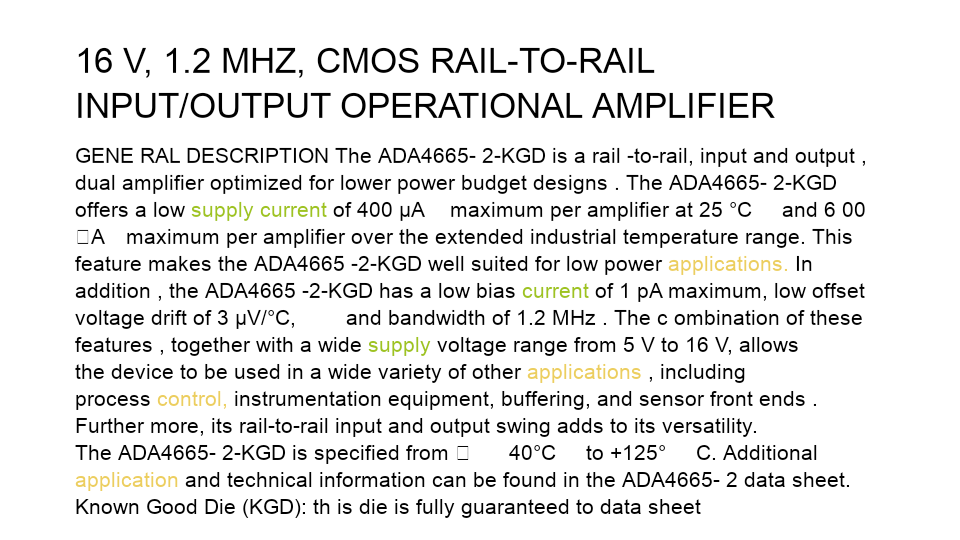 16 V, 1.2 MHZ, CMOS RAIL-TO-RAIL
INPUT/OUTPUT OPERATIONAL AMPLIFIER
GENE RAL DESCRIPTION The ADA4665- 2-KGD is a rail -to-rail, input and output ,
dual amplifier optimized for lower power budget designs . The ADA4665- 2-KGD
offers a low supply current of 400 μA maximum per amplifier at 25 °C and 6 00
□A maximum per amplifier over the extended industrial temperature range. This
feature makes the ADA4665 -2-KGD well suited for low power applications. In
addition , the ADA4665 -2-KGD has a low bias current of 1 pA maximum, low offset
voltage drift of 3 μV/°C, and bandwidth of 1.2 MHz . The c ombination of these
features , together with a wide supply voltage range from 5 V to 16 V, allows
the device to be used in a wide variety of other applications , including
process control, instrumentation equipment, buffering, and sensor front ends .
Further more, its rail-to-rail input and output swing adds to its versatility.
The ADA4665- 2-KGD is specified from □ 40°C to +125° C. Additional
application and technical information can be found in the ADA4665- 2 data sheet.
Known Good Die (KGD): th is die is fully guaranteed to data sheet